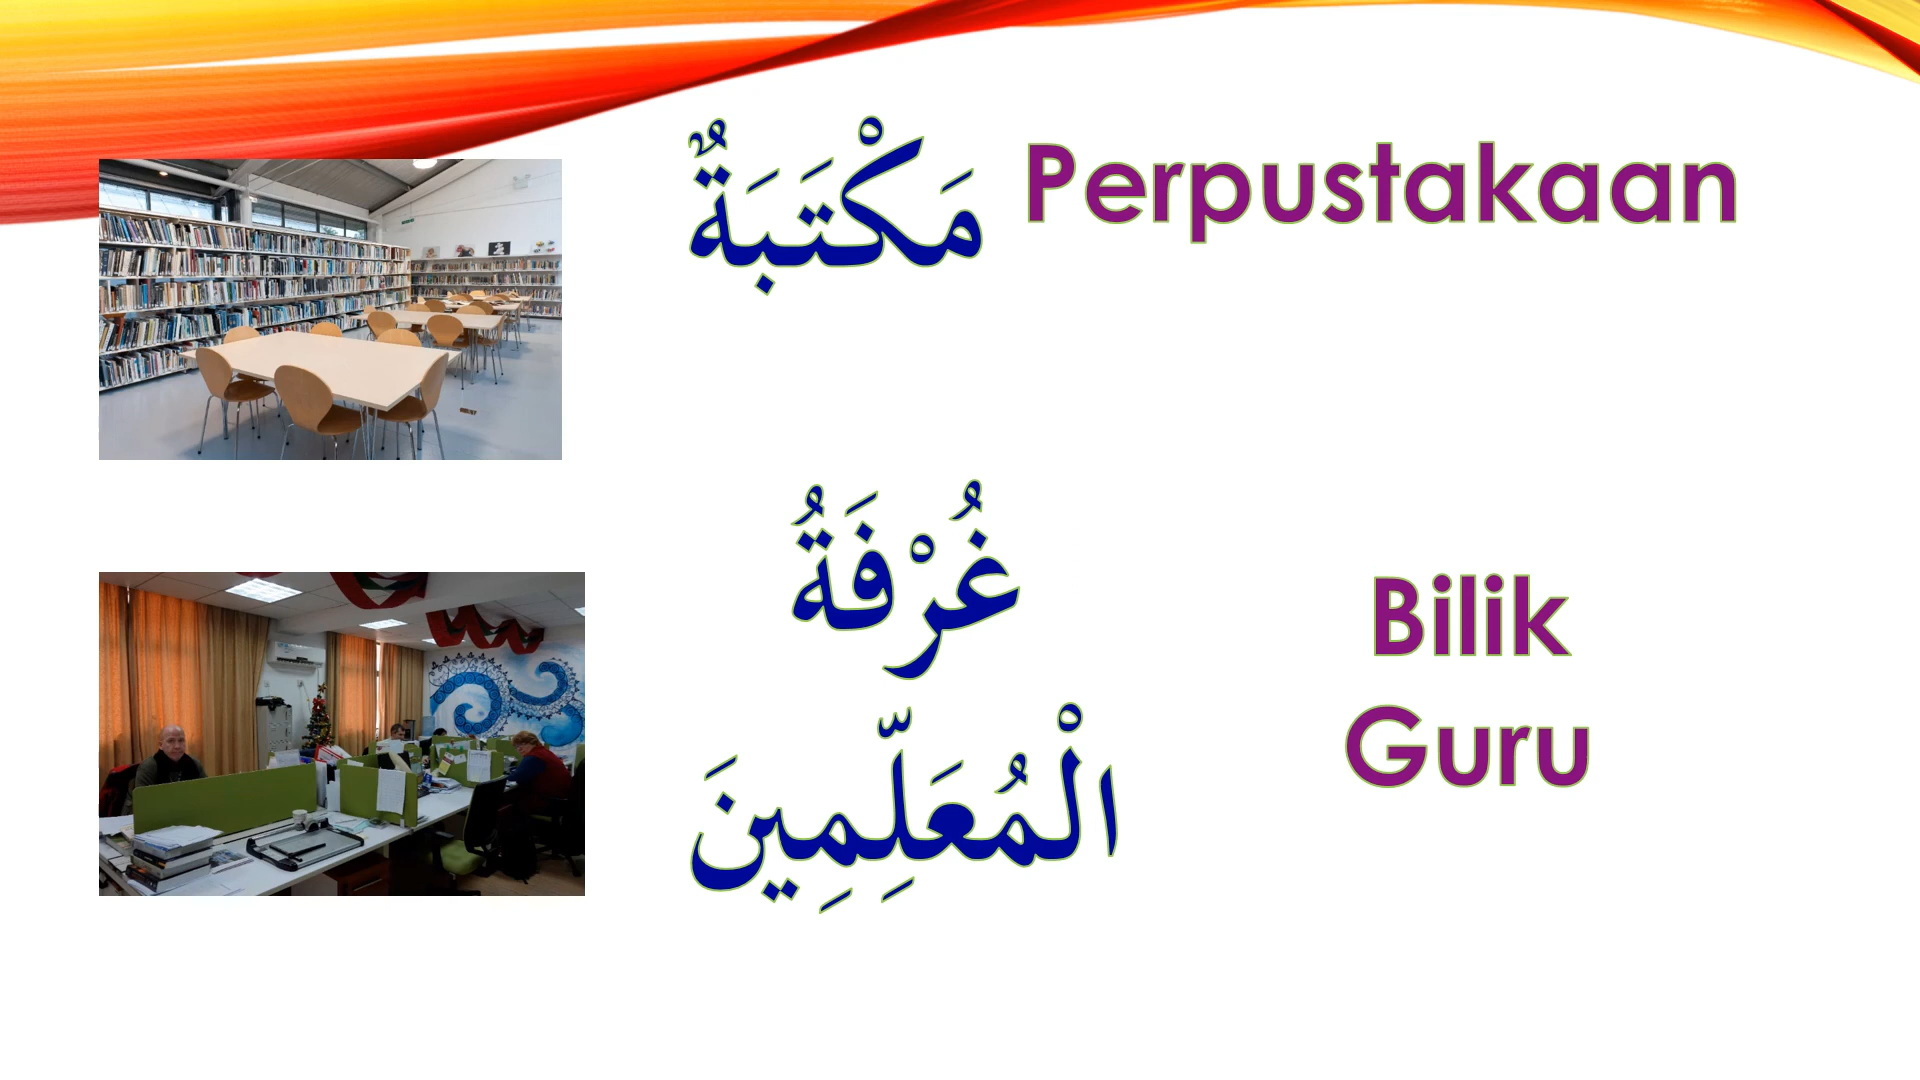 مَكْتَبَةٌ
Perpustakaan
غُرْفَةُ
الْمُعَلِّمِينَ
Bilik
Guru